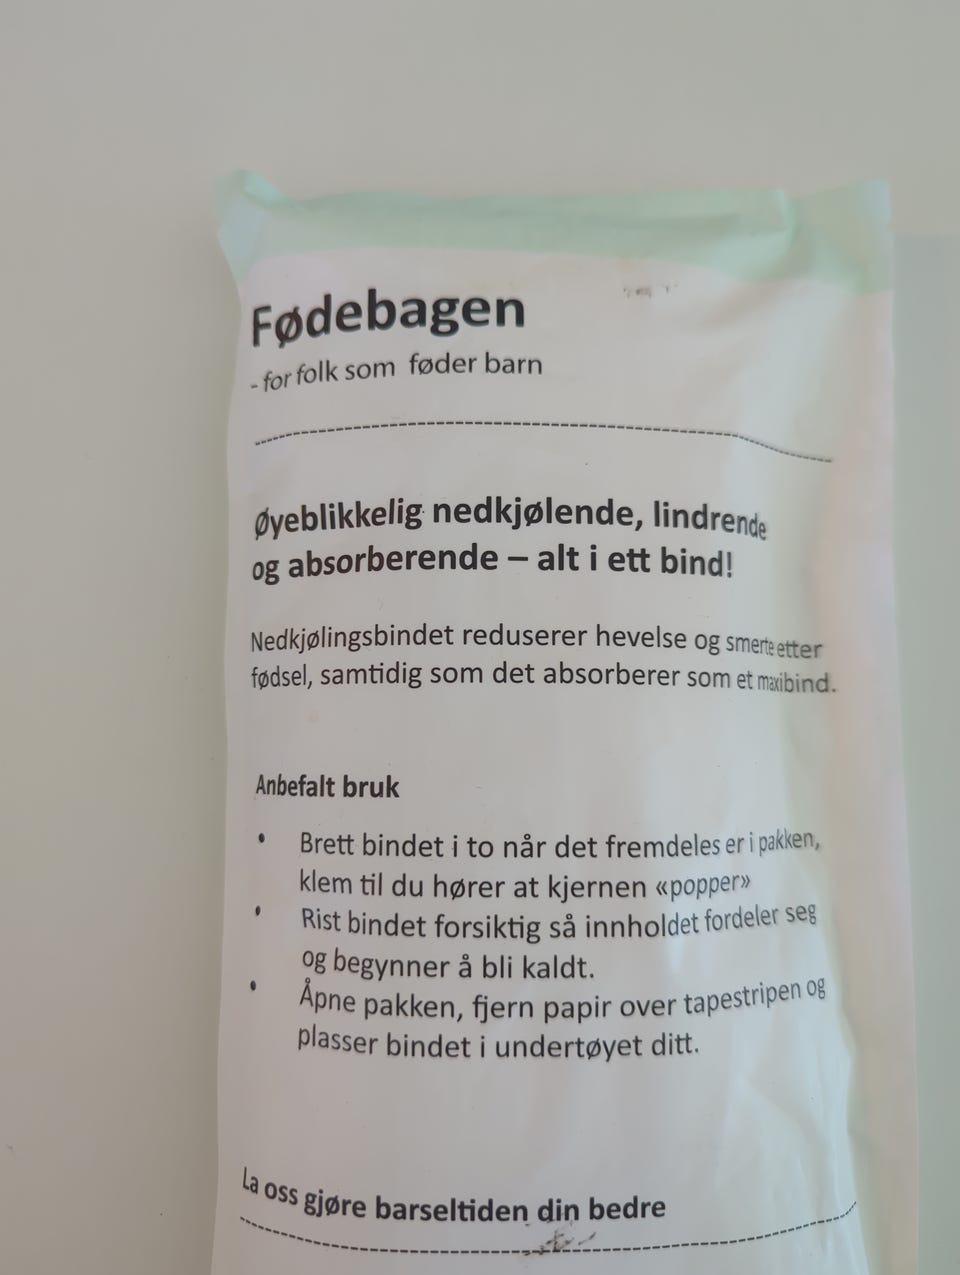 Fødebagen
- for folk som føder barn
Øyeblikkelig nedkjølende, lindrende
og absorberende – alt i ett bind!
Nedkjølingsbindet reduserer hevelse og smerte etter
fødsel, samtidig som det absorberer som et maxibind.
Anbefalt bruk
• Brett bindet i to når det fremdeles er i pakken,
klem til du hører at kjernen «popper»
• Rist bindet forsiktig så innholdet fordeler seg
og begynner å bli kaldt.
• Åpne pakken, fjern papir over tapestripen og
plasser bindet i undertøyet ditt.
La oss gjøre barseltiden din bedre